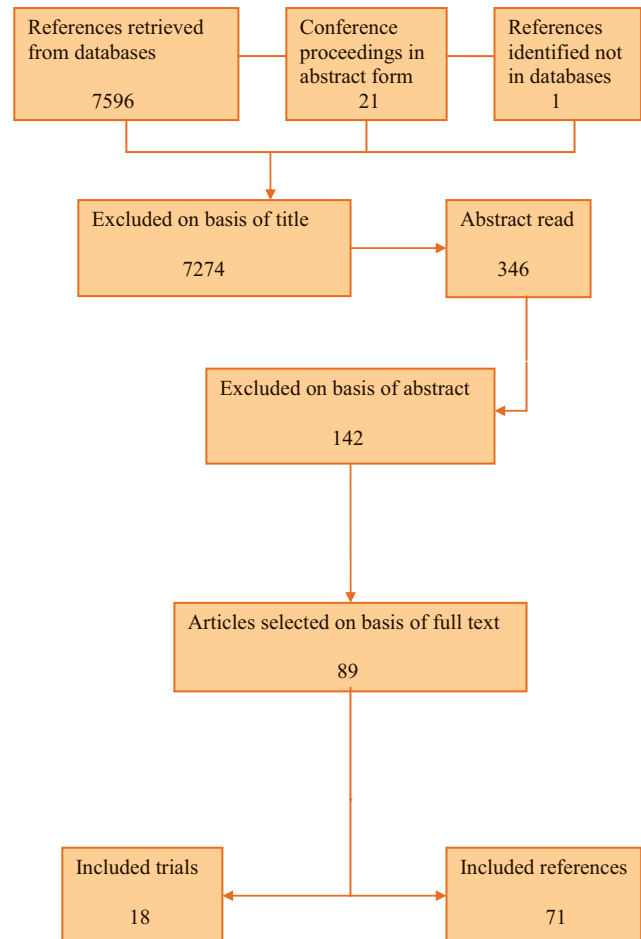 References retrieved
from databases
7596
Conference
proceedings in
abstract form
21
References
identified not
in databases
1
Excluded on basis of title
7274
Abstract read
346
Excluded on basis of abstract
142
Articles selected on basis of full text
89
Included trials
18
Included references
71